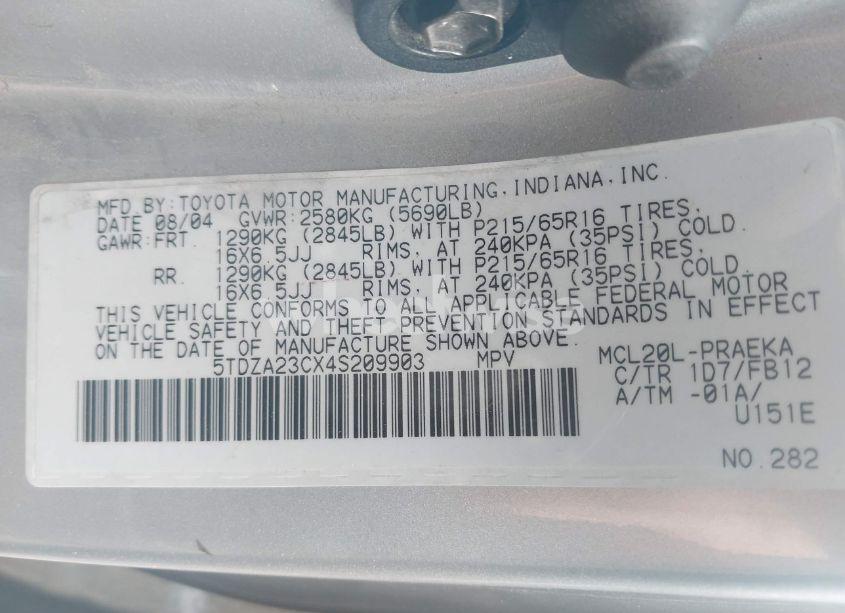 MFD.BY:TOYOTA MOTOR MANUFACTURING,INDIANA,INC.
DATE 08/04 GVWR:2580KG (5690LB)
GAWR:FRT. 1290KG (2845LB) WITH P215/65R16 TIRES,
16X6.5JJ RIMS, AT 240KPA (35PSI) COLD.
RR. 1290KG (2845LB) WITH P215/65R16 TIRES,
16X6.5JJ RIMS, AT 240KPA (35PSI) COLD.
THIS VEHICLE CONFORMS TO ALL APPLICABLE FEDERAL MOTOR
VEHICLE SAFETY AND THEFT PREVENTION STANDARDS IN EFFECT
ON THE DATE OF MANUFACTURE SHOWN ABOVE.
5TDZA23CX4S209903 MPV
MCL20L-PRAEKA
C/TR 1D7/FB12
A/TM -01A/
U151E
NO.282